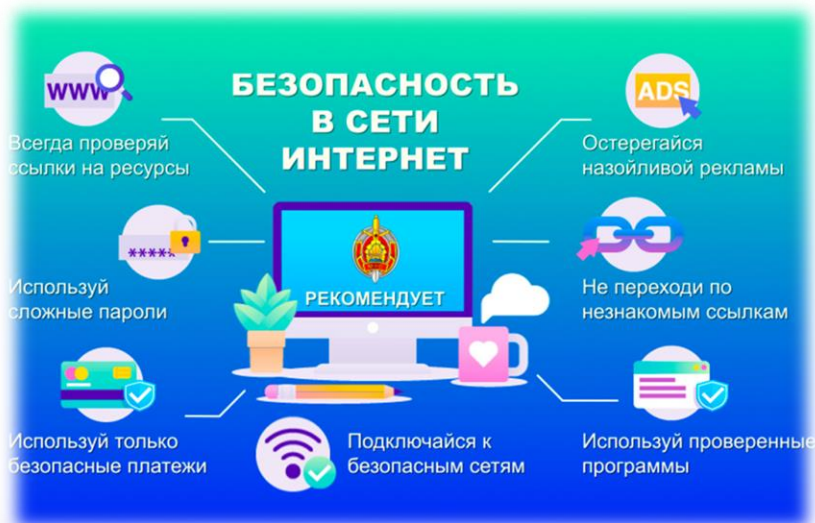 БЕЗОПАСНОСТЬ
В СЕТИ
ИНТЕРНЕТ
WWW
Всегда проверяй
ссылки на ресурсы
ADS
Остерегайся
назойливой рекламы
*****
Используй
сложные пароли
РЕКОМЕНДУЕТ
Не переходи по
незнакомым ссылкам
Используй только
безопасные платежи
Подключайся к
безопасным сетям
Используй проверенные
программы